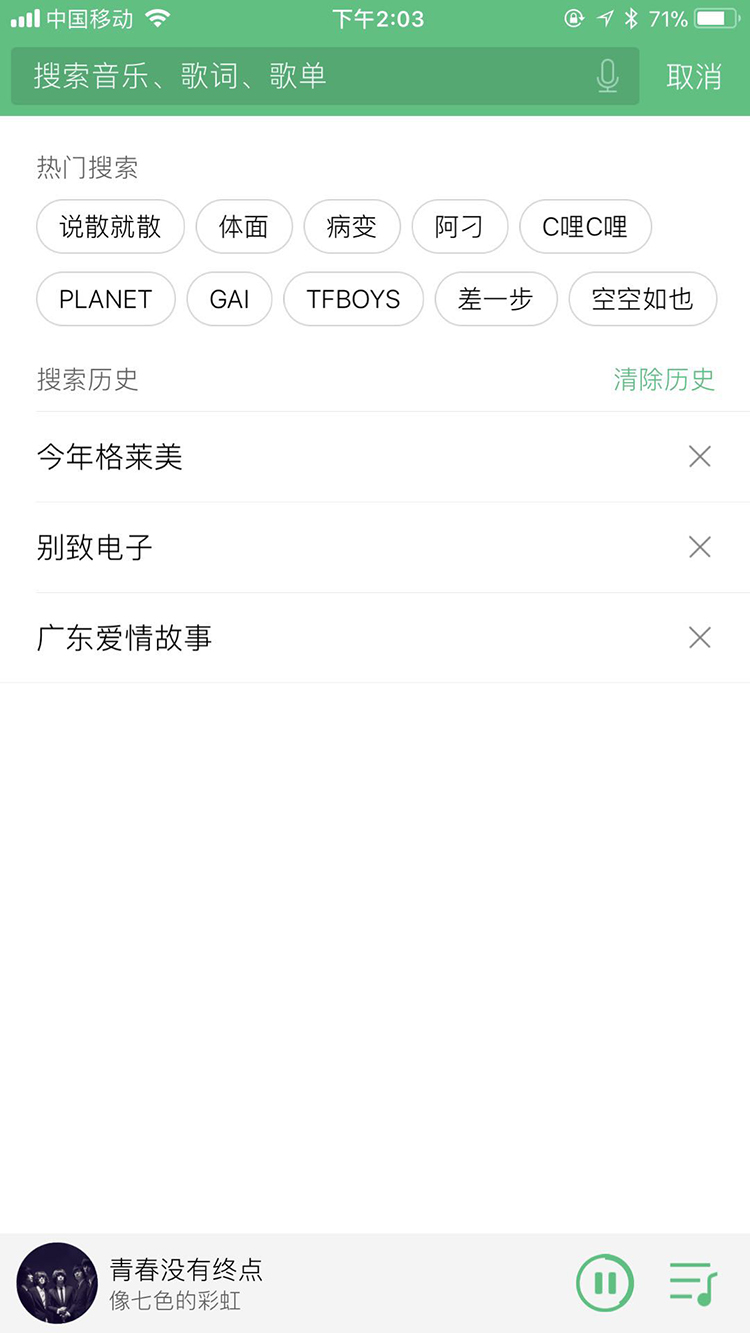 中国移动 下午2:03 71%
搜索音乐、歌词、歌单 取消
热门搜索
说散就散 体面 病变 阿刁 C哩C哩
PLANET GAI TFBOYS 差一步 空空如也
搜索历史 清除历史
今年格莱美
别致电子
广东爱情故事
青春没有终点
像七色的彩虹